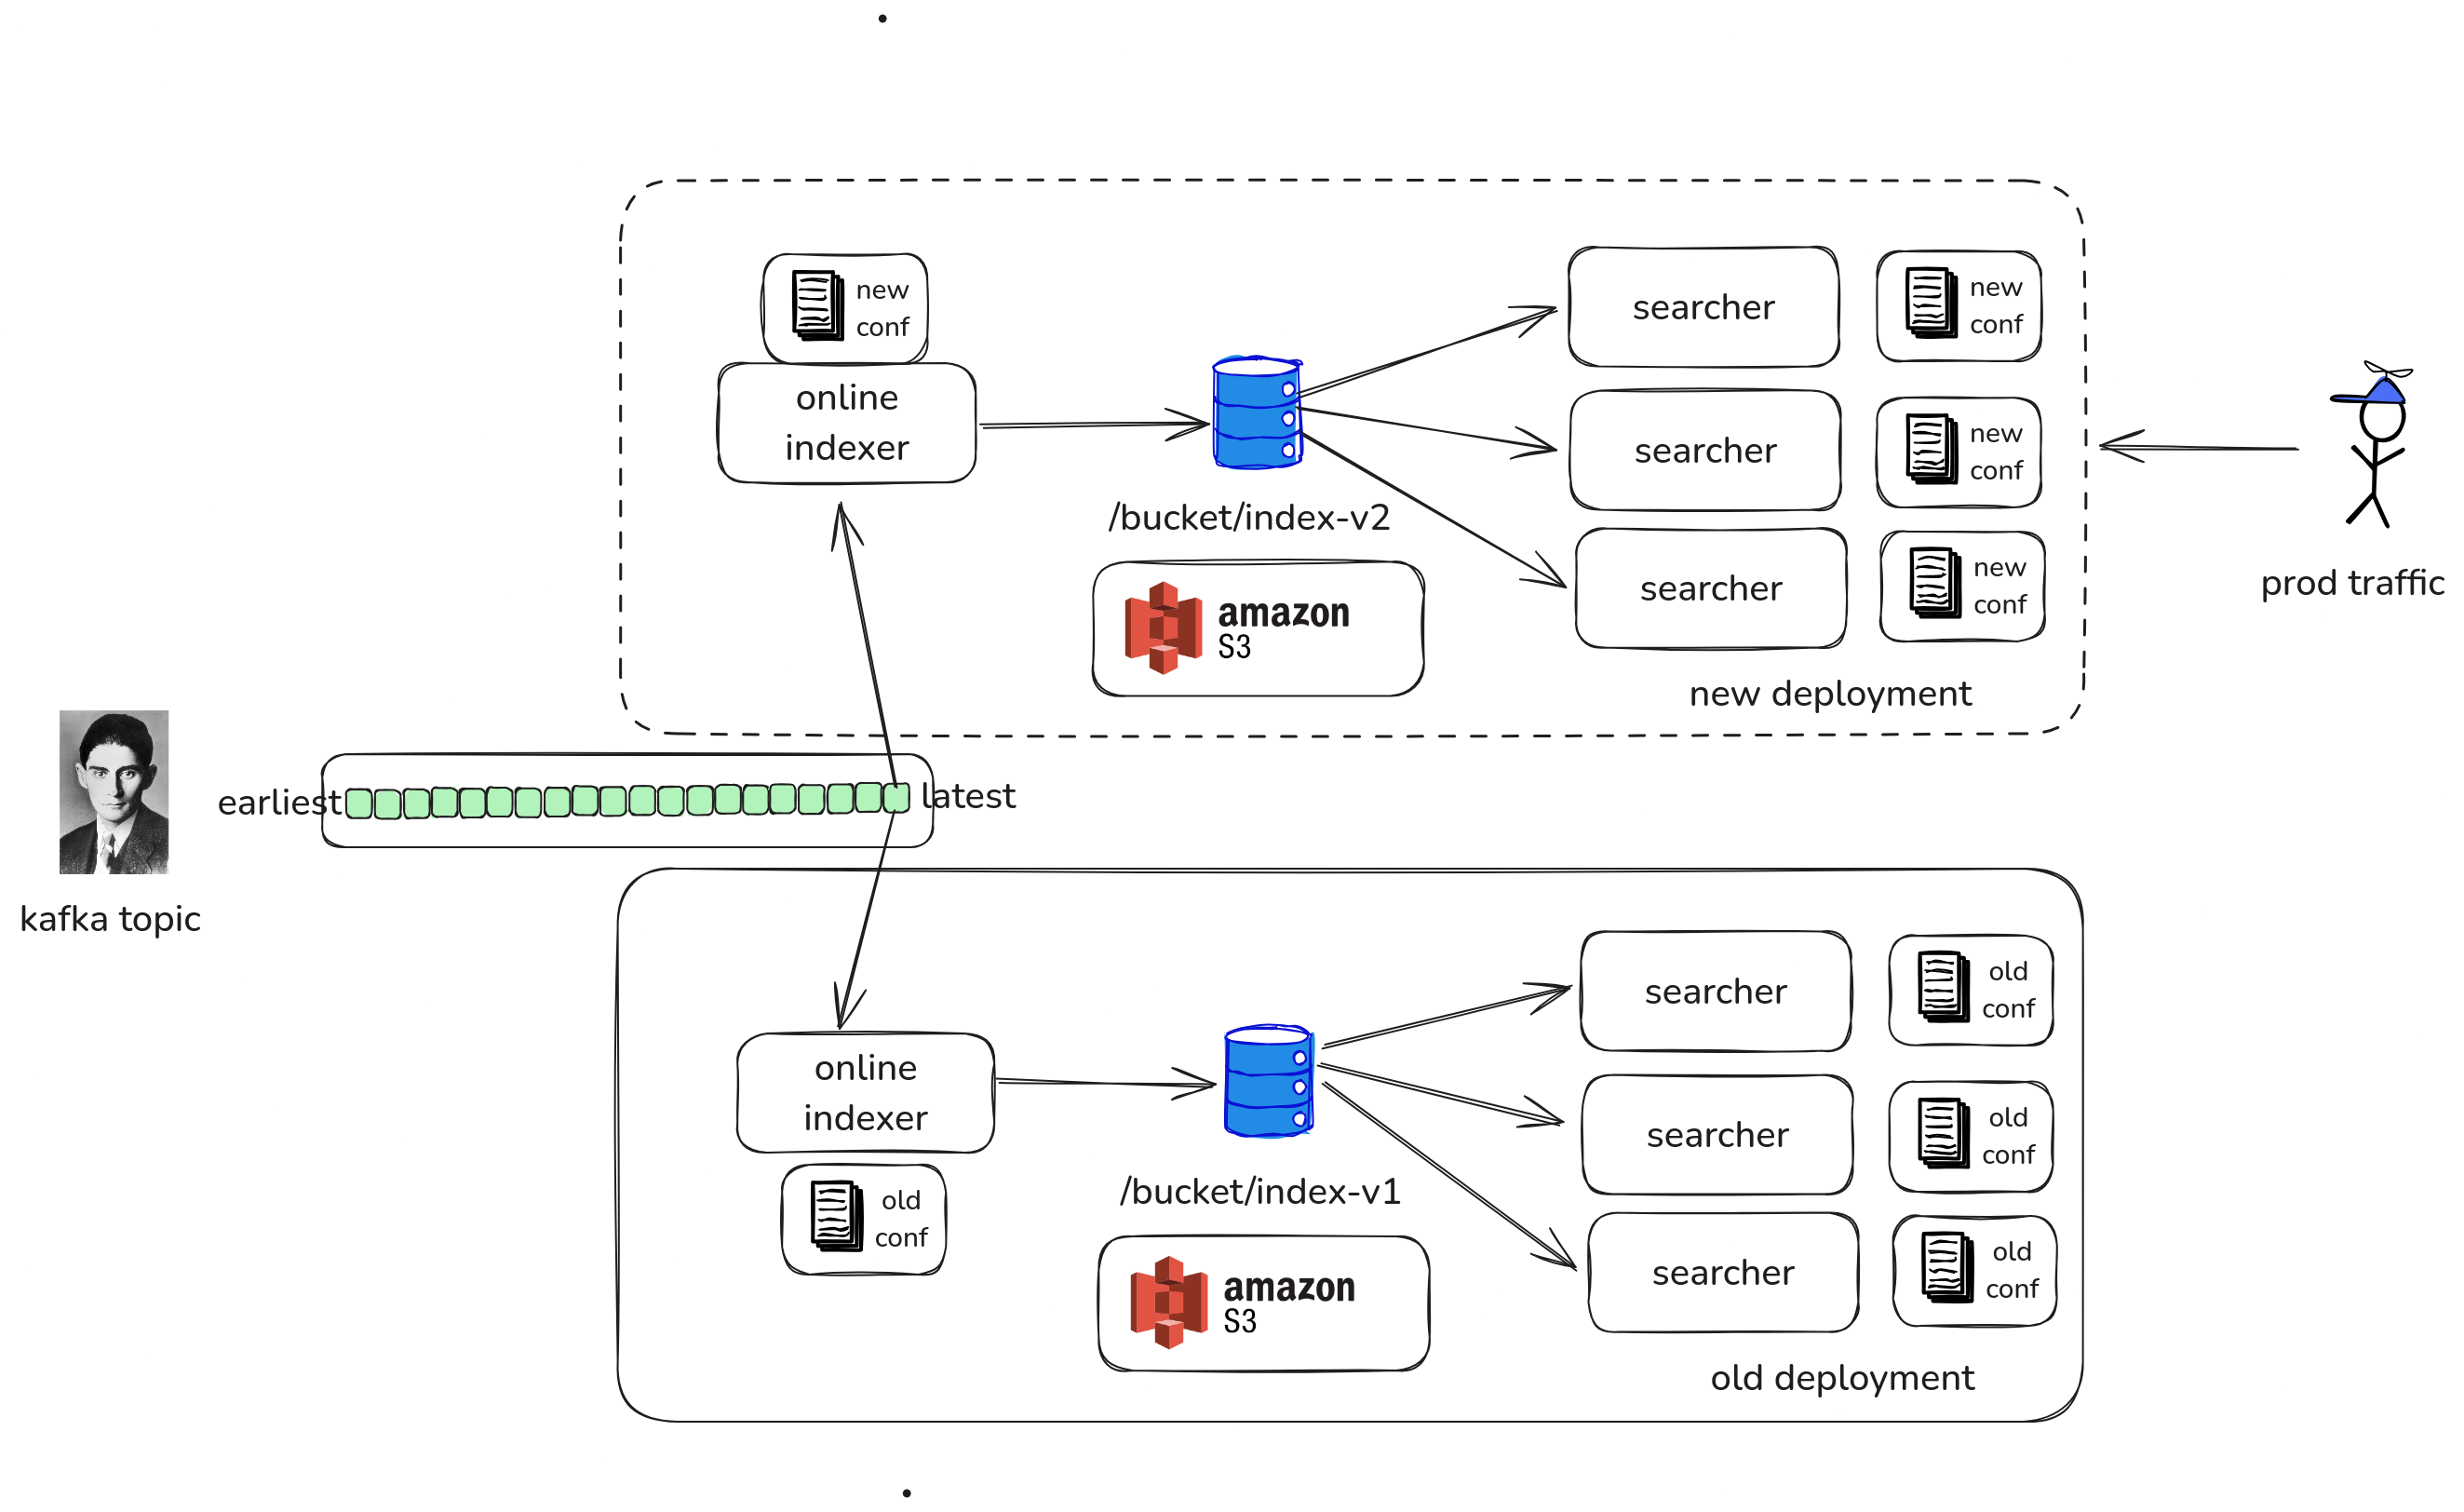 new
conf
online
indexer
/bucket/index-v2
amazon
S3
searcher
new
conf
searcher
new
conf
searcher
new
conf
new deployment
prod traffic
kafka topic
earliest
latest
online
indexer
old
conf
/bucket/index-v1
amazon
S3
searcher
old
conf
searcher
old
conf
searcher
old
conf
old deployment